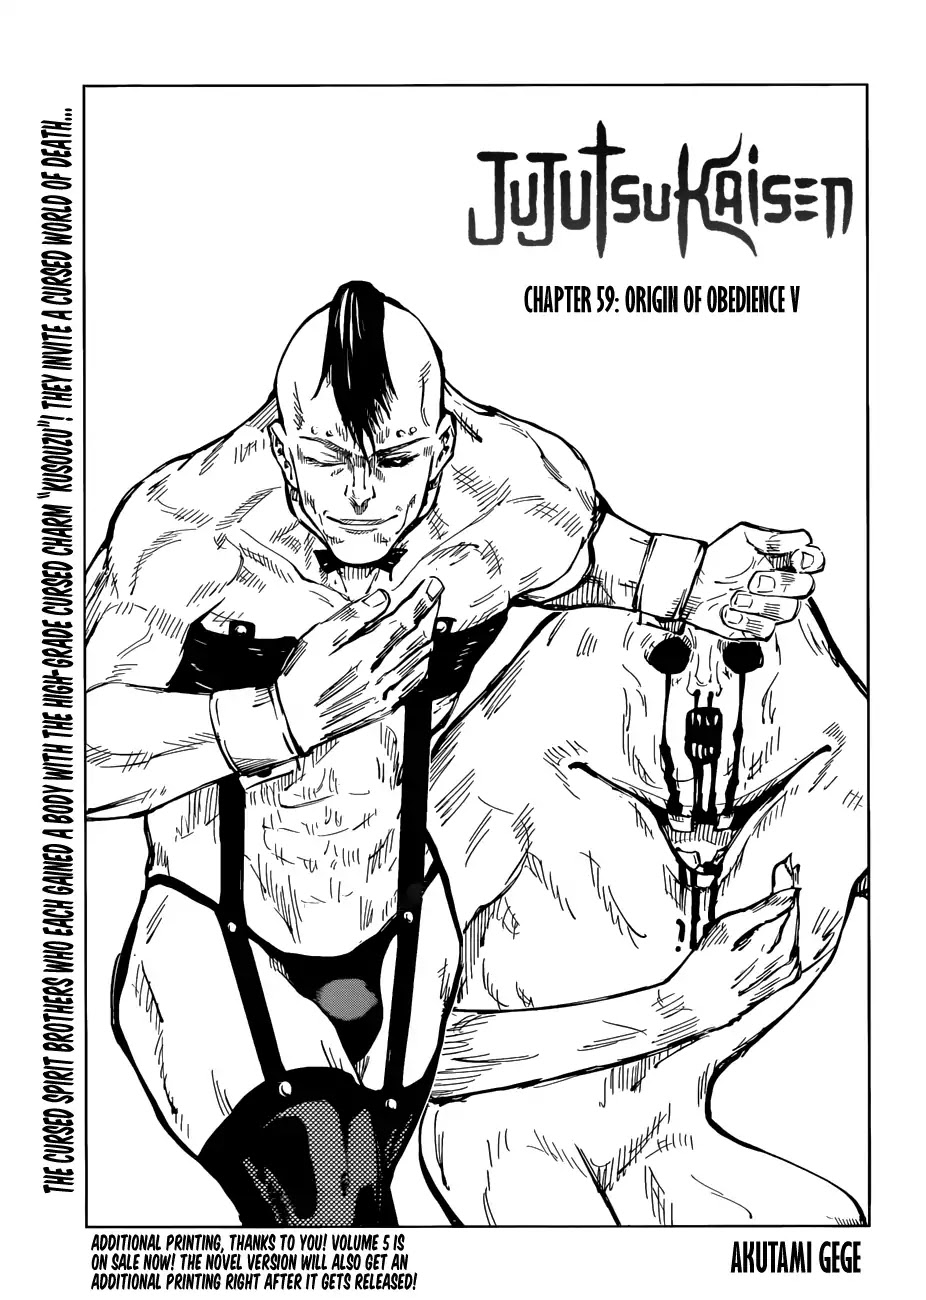 THE CURSED SPIRIT BROTHERS WHO EACH GAINED A BODY WITH THE HIGH-GRADE CURSED CHARM "KUSOUZU"! THEY INVITE A CURSED WORLD OF DEATH...
JUJUTSU KAISEN
CHAPTER 59: ORIGIN OF OBEDIENCE V
ADDITIONAL PRINTING, THANKS TO YOU! VOLUME 5 IS
ON SALE NOW! THE NOVEL VERSION WILL ALSO GET AN
ADDITIONAL PRINTING RIGHT AFTER IT GETS RELEASED!
AKUTAMI GEGE